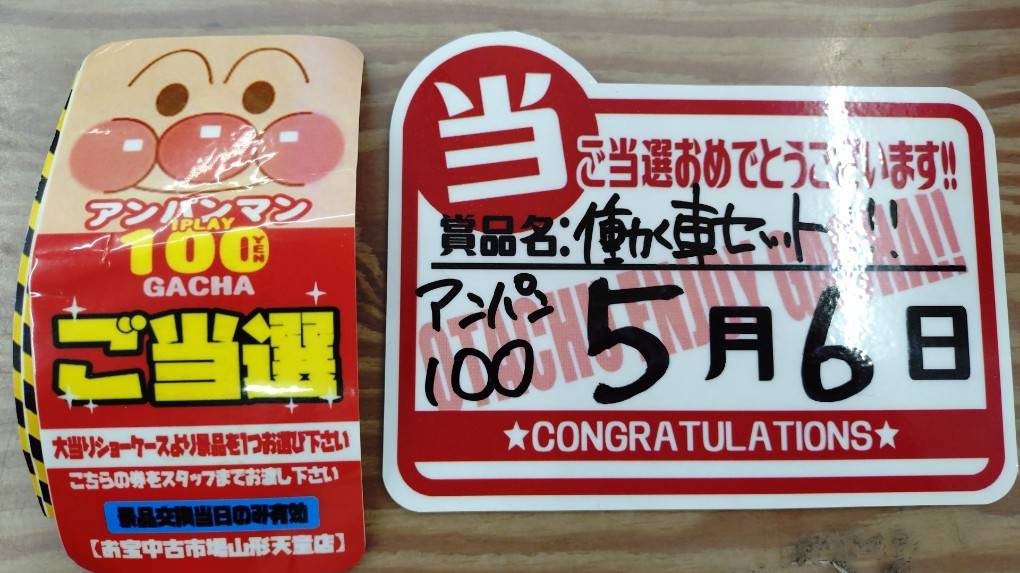 アンパンマン
1PLAY
100YEN
GACHA
ご当選
大当りショーケースより景品を1つお選び下さい
こちらの券をスタッフまでお渡し下さい
景品交換当日のみ有効
【お宝中古市場山形天童店】
当
ご当選おめでとうございます!!
賞品名:働く車セット!!!
アンパン
100
5月6日
★CONGRATULATIONS★